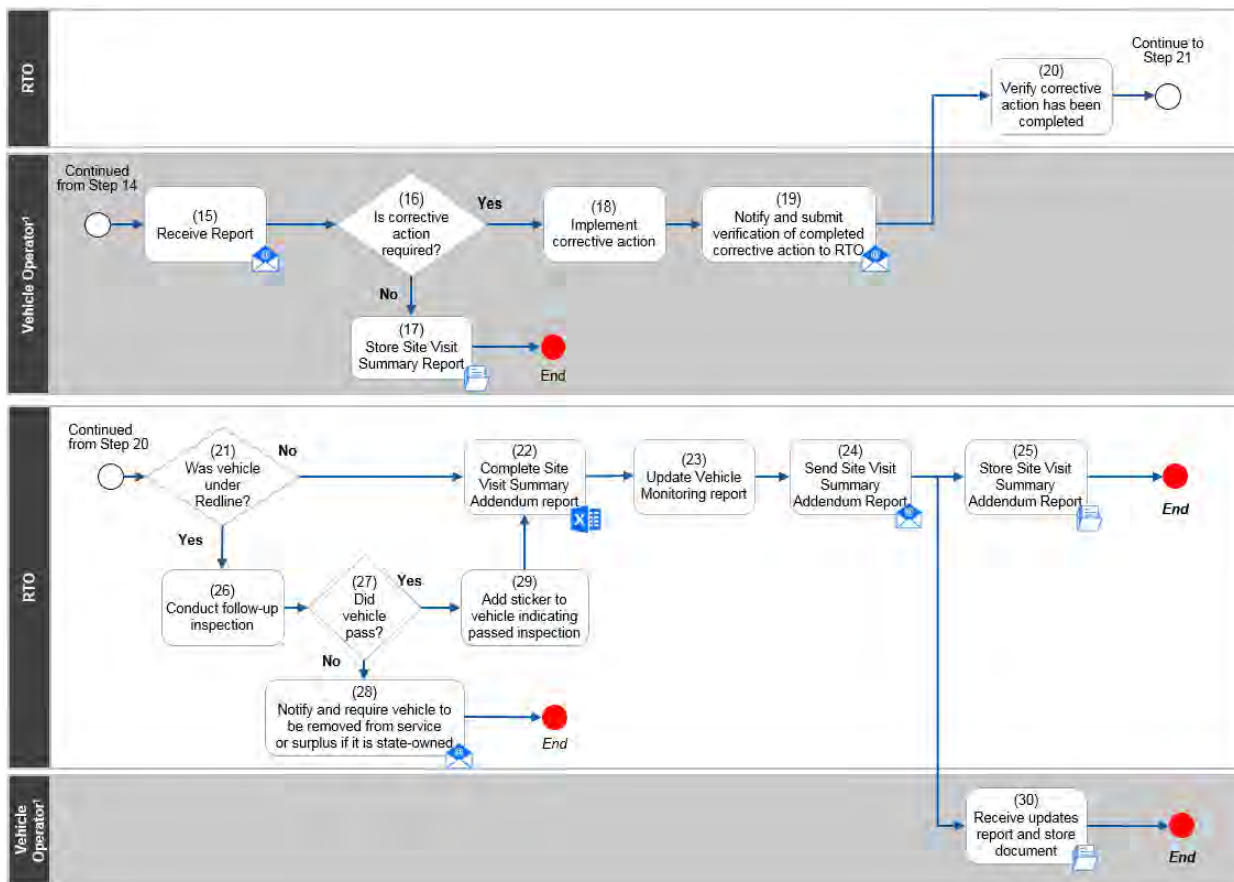 RTO
(20)
Verify corrective
action has been
completed
Continue to
Step 21
Vehicle Operator¹
Continued
from Step 14
(15)
Receive Report
(16)
Is corrective
action
required?
Yes
No
(17)
Store Site Visit
Summary Report
End
(18)
Implement
corrective action
(19)
Notify and submit
verification of completed
corrective action to RTO
RTO
Continued
from Step 20
(21)
Was vehicle
under
Redline?
No
Yes
(22)
Complete Site
Visit Summary
Addendum report
(23)
Update Vehicle
Monitoring report
(24)
Send Site Visit
Summary
Addendum Report
(25)
Store Site Visit
Summary
Addendum Report
End
(26)
Conduct follow-up
inspection
(27)
Did
vehicle
pass?
Yes
No
(29)
Add sticker to
vehicle indicating
passed inspection
(28)
Notify and require vehicle to
be removed from service
or surplus if it is state-owned
End
Vehicle
Operator¹
(30)
Receive updates
report and store
document
End